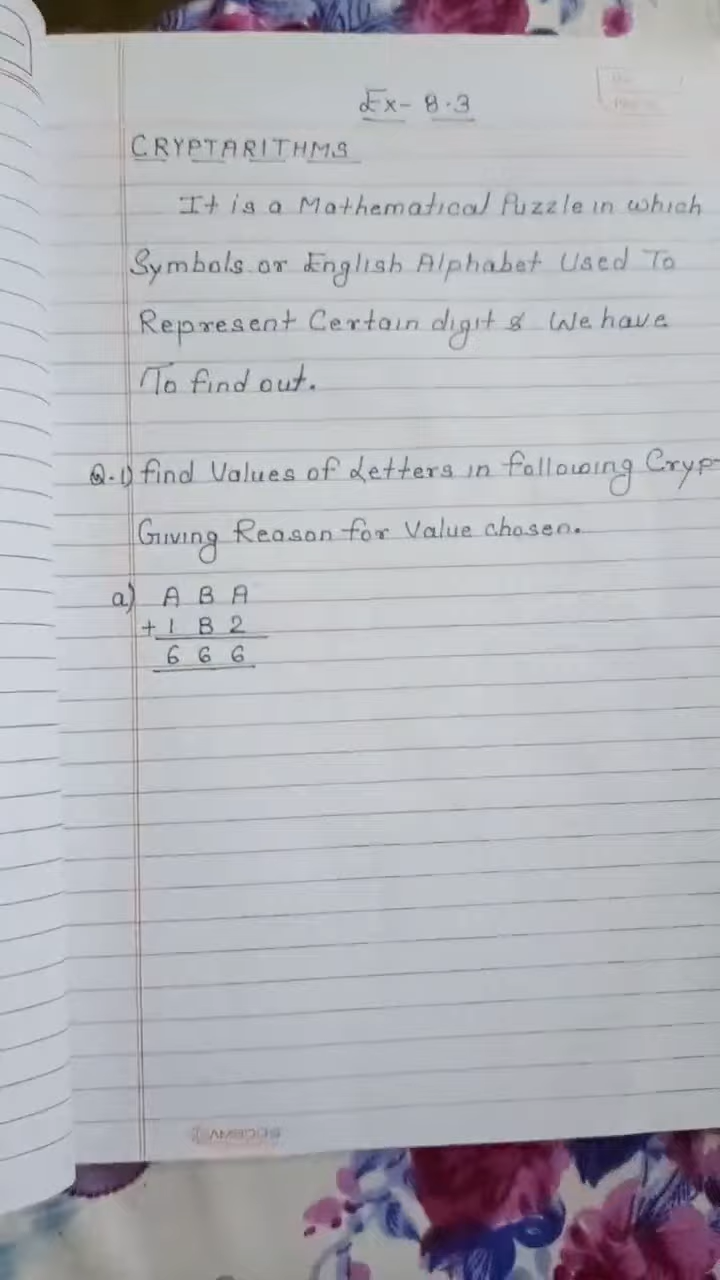 Ex- 8.3
CRYPTARITHMS
It is a Mathematical Puzzle in which
Symbols or English Alphabet Used To
Represent Certain digit & We have
To find out.
Q.1) find Values of Letters in following Cryp
Giving Reason for Value chosen.
a) A B A
+ 1 B 2
6 6 6